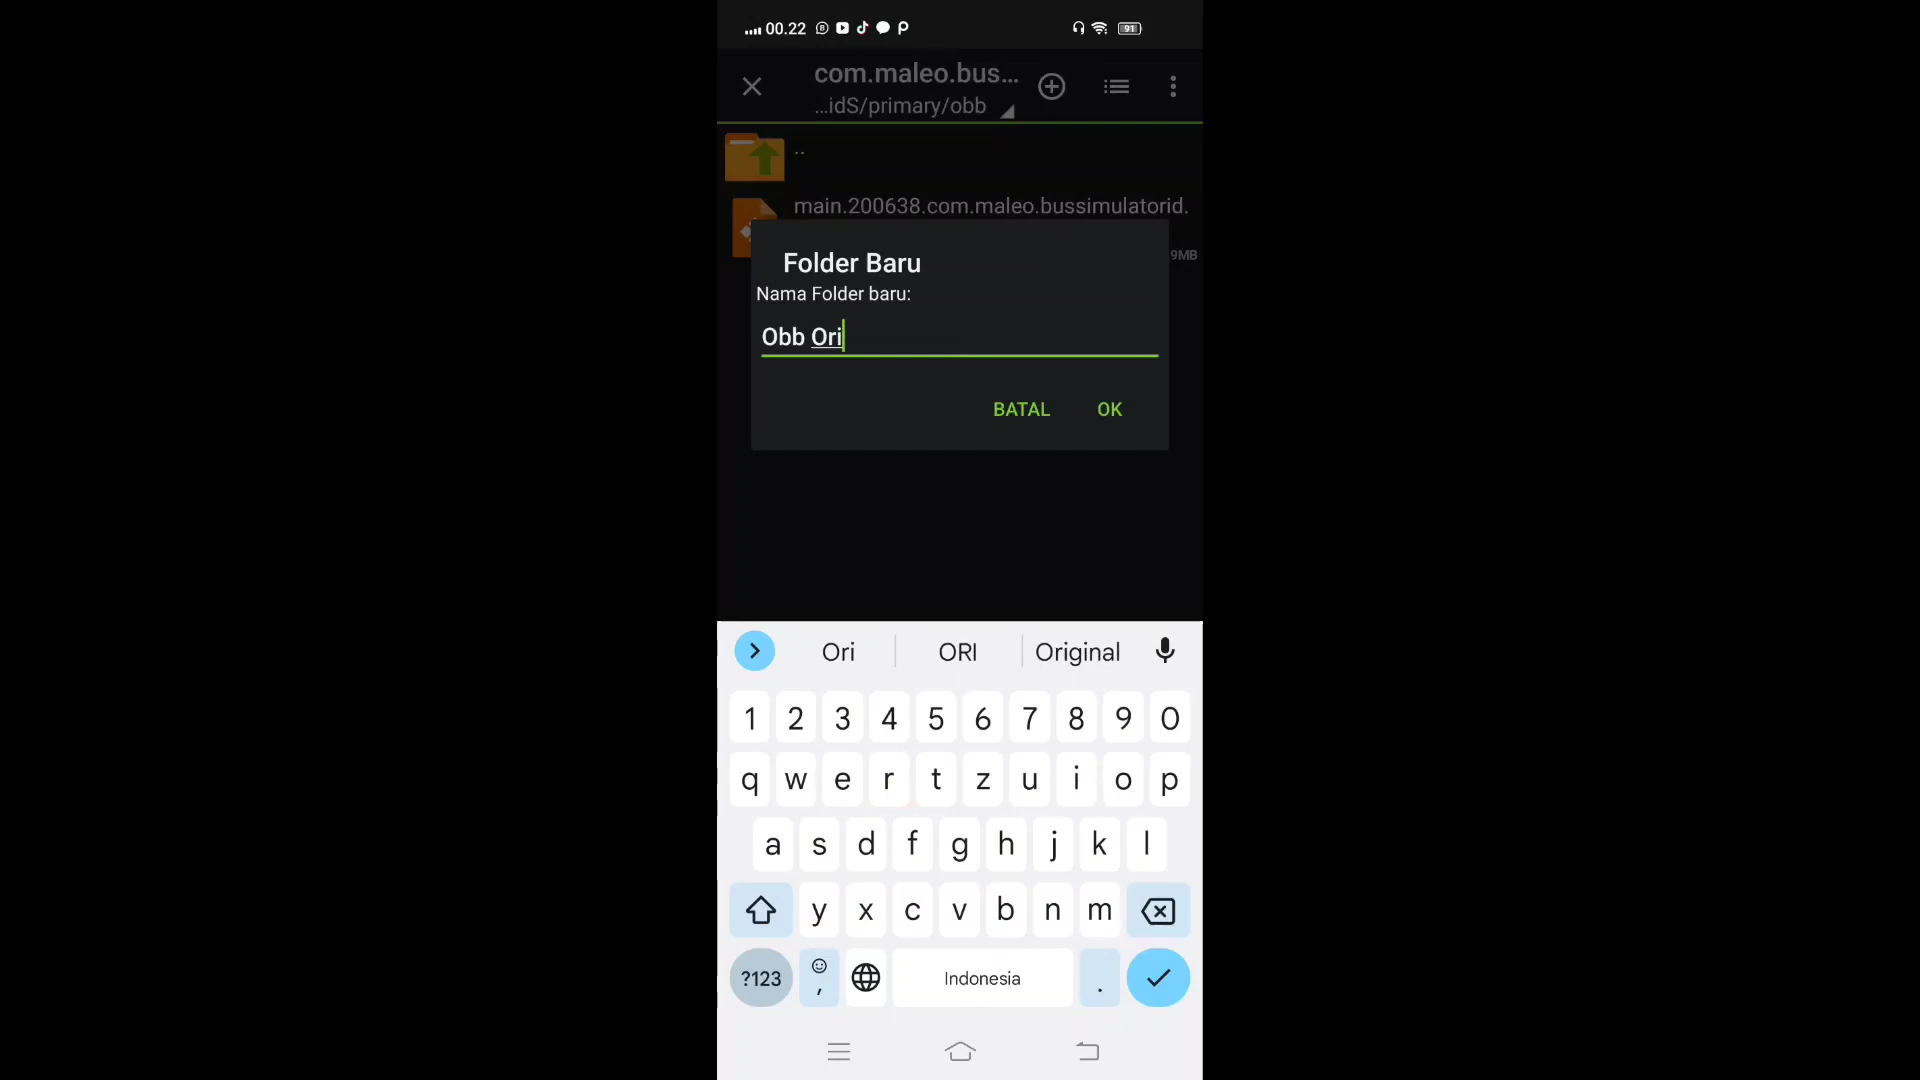 00.22
91
com.maleo.bus...
...idS/primary/obb
..
main.200638.com.maleo.bussimulatorid.
9MB
Folder Baru
Nama Folder baru:
Obb Ori
BATAL OK
Ori ORI Original
1 2 3 4 5 6 7 8 9 0
q w e r t z u i o p
a s d f g h j k l
y x c v b n m
?123 , Indonesia .